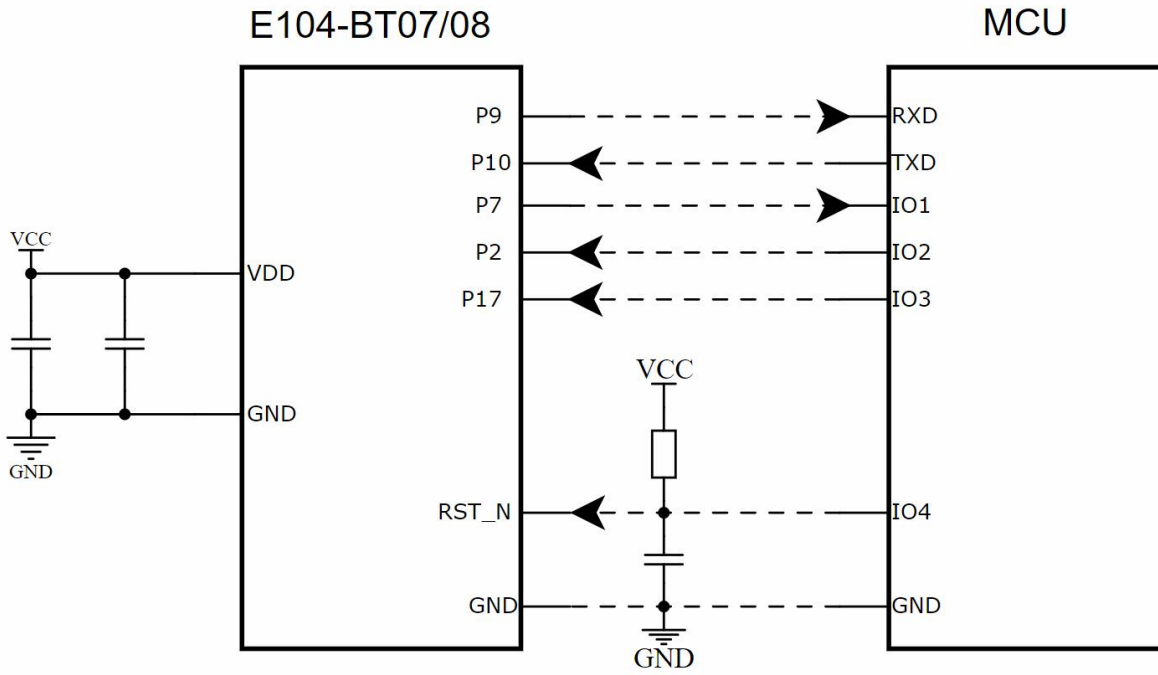 E104-BT07/08
MCU
P9
RXD
P10
TXD
P7
IO1
VCC
P2
IO2
VDD
P17
IO3
VCC
GND
GND
RST_N
IO4
GND
GND
GND